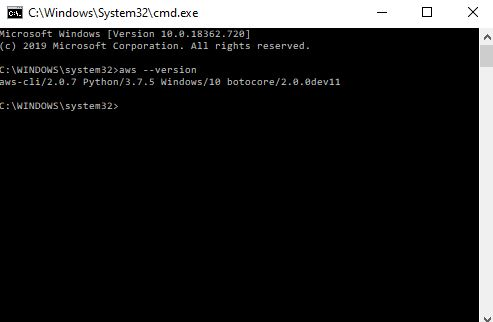 C:\Windows\System32\cmd.exe
Microsoft Windows [Version 10.0.18362.720]
(c) 2019 Microsoft Corporation. All rights reserved.
C:\WINDOWS\system32>aws --version
aws-cli/2.0.7 Python/3.7.5 Windows/10 botocore/2.0.0dev11
C:\WINDOWS\system32>